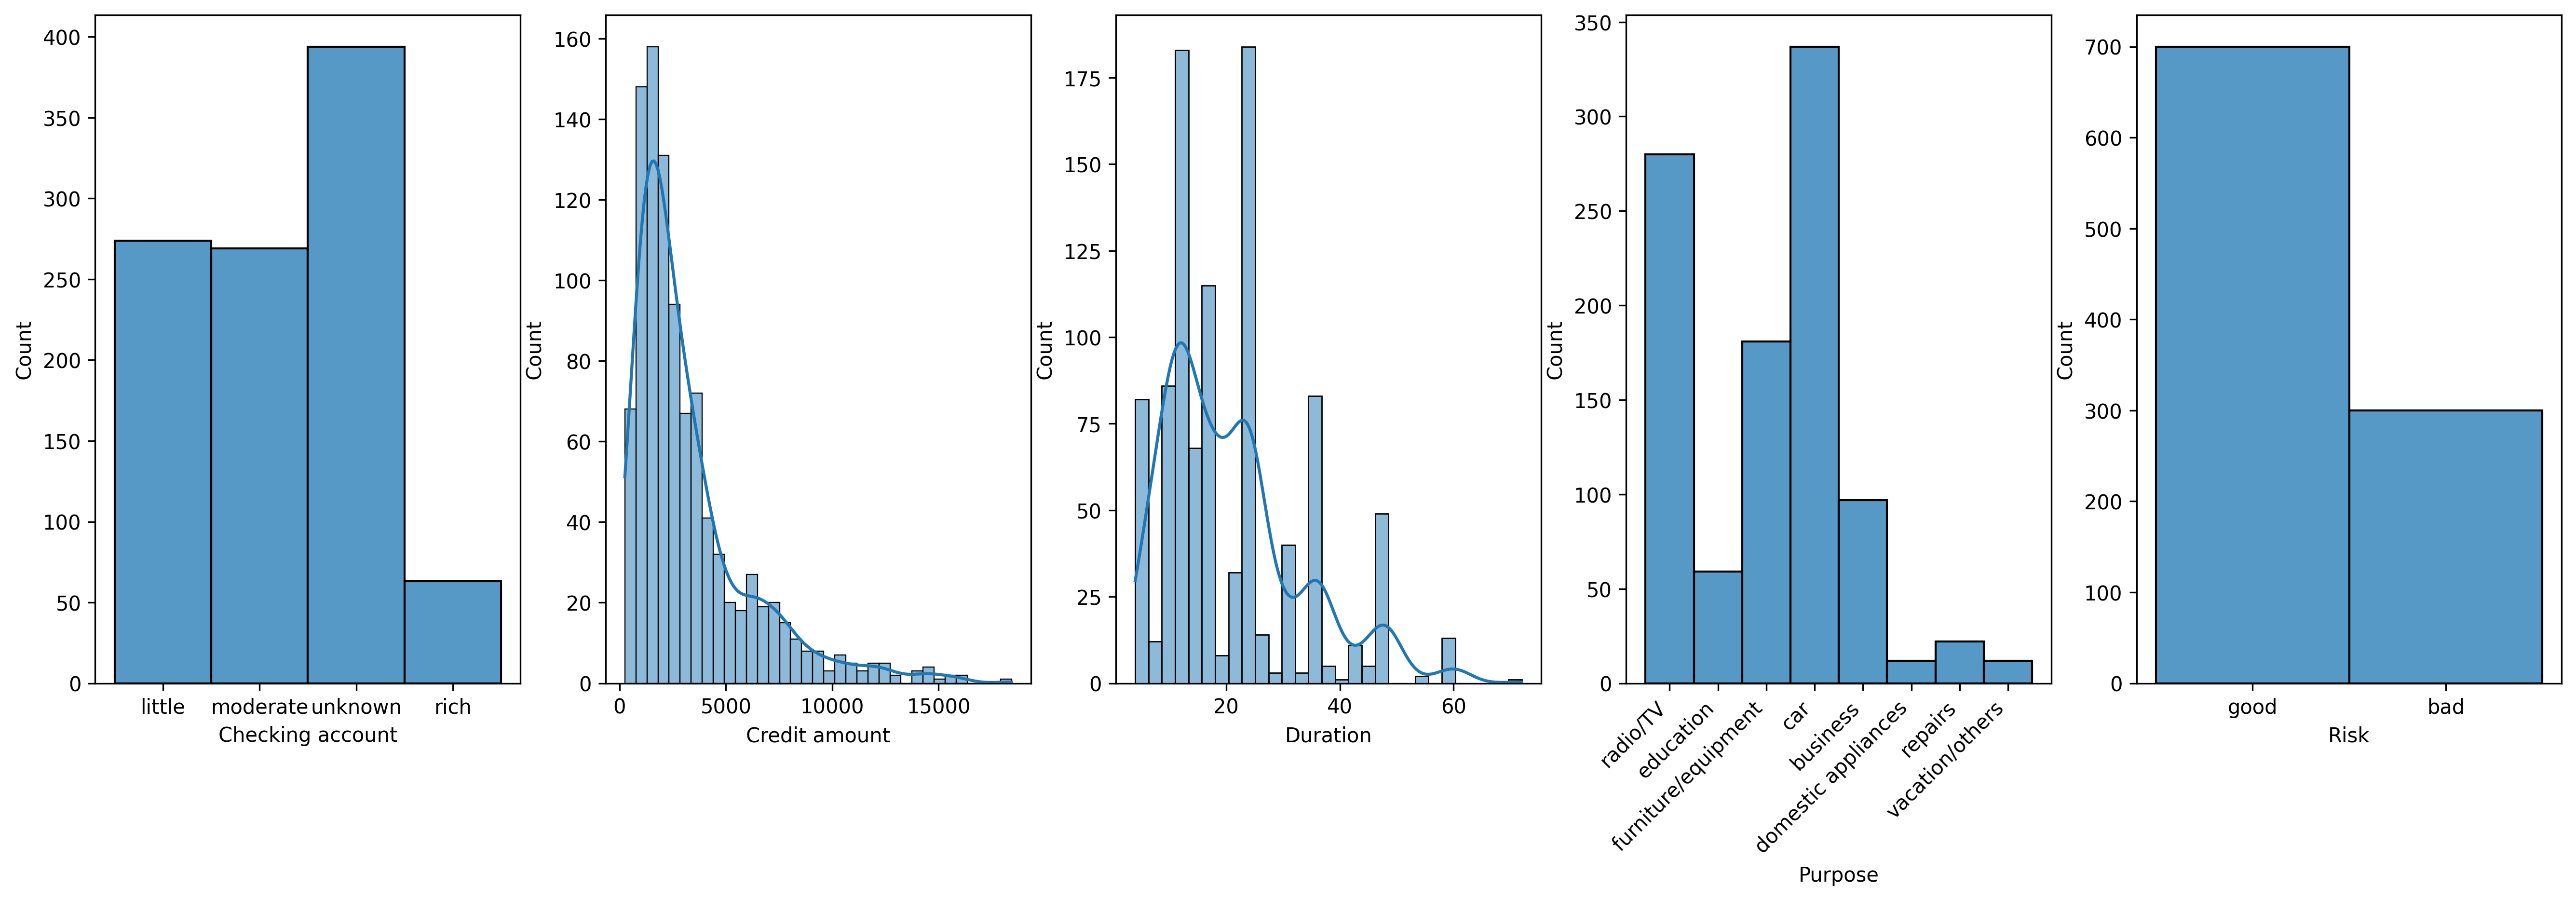 400
350
300
250
200
150
100
50
0
Count
little moderate unknown rich
Checking account
160
140
120
100
80
60
40
20
0
Count
0 5000 10000 15000
Credit amount
175
150
125
100
75
50
25
0
Count
20 40 60
Duration
350
300
250
200
150
100
50
0
Count
radio/TV
education
furniture/equipment
car
business
domestic appliances
repairs
vacation/others
Purpose
700
600
500
400
300
200
100
0
Count
good bad
Risk